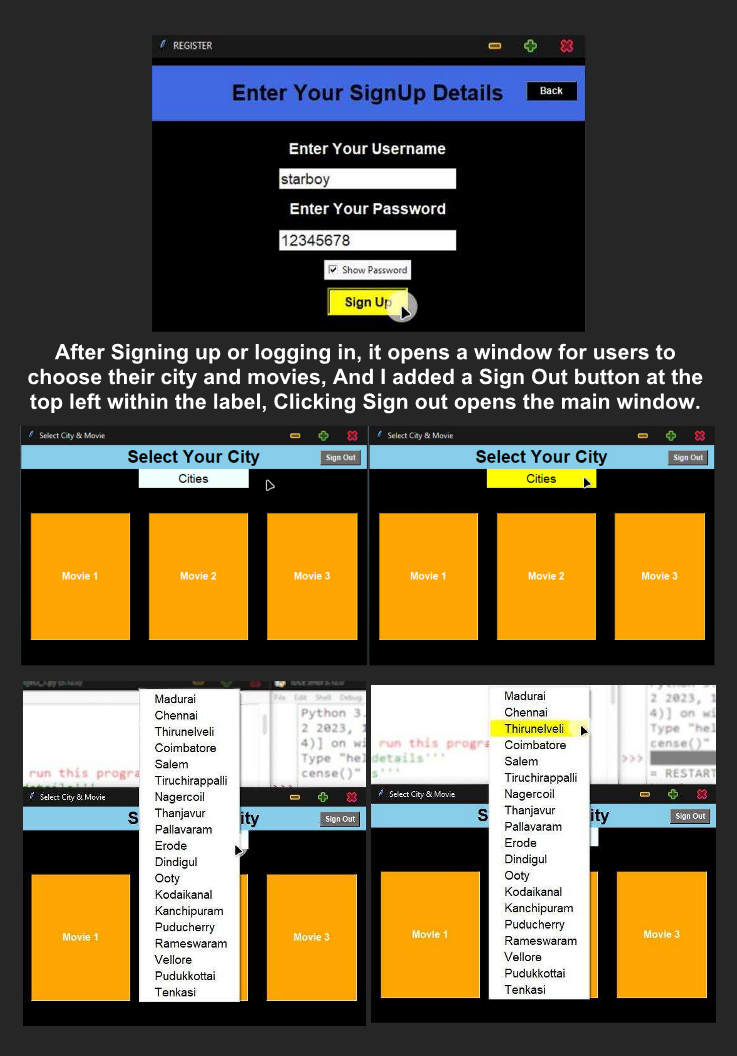 REGISTER
Enter Your SignUp Details
Back
Enter Your Username
starboy
Enter Your Password
12345678
Show Password
Sign Up
After Signing up or logging in, it opens a window for users to
choose their city and movies, And I added a Sign Out button at the
top left within the label, Clicking Sign out opens the main window.
Select City & Movie
Select Your City
Sign Out
Cities
Movie 1
Movie 2
Movie 3
Select City & Movie
Select Your City
Sign Out
Cities
Movie 1
Movie 2
Movie 3
File Edit Shell Debug
Python 3.
2 2023, 1
4)] on wi
Type "hel
cense()"
run this progra
details'''
Madurai
Chennai
Thirunelveli
Coimbatore
Salem
Tiruchirappalli
Nagercoil
Thanjavur
Pallavaram
Erode
Dindigul
Ooty
Kodaikanal
Kanchipuram
Puducherry
Rameswaram
Vellore
Pudukkottai
Tenkasi
Select City & Movie
S
ity
Sign Out
Movie 1
Movie 3
2 2023, 1
4)] on wi
Type "hel
cense()"
>>>
= RESTART
run this progra
s'''
Madurai
Chennai
Thirunelveli
Coimbatore
Salem
Tiruchirappalli
Nagercoil
Thanjavur
Pallavaram
Erode
Dindigul
Ooty
Kodaikanal
Kanchipuram
Puducherry
Rameswaram
Vellore
Pudukkottai
Tenkasi
Select City & Movie
S
ity
Sign Out
Movie 1
Movie 3